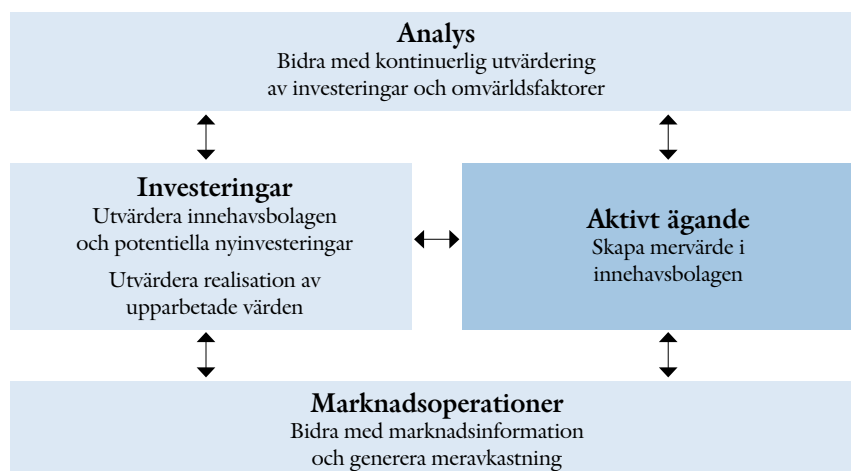 Analys
Bidra med kontinuerlig utvärdering
av investeringar och omvärldsfaktorer
Investeringar
Utvärdera innehavsbolagen
och potentiella nyinvesteringar
Utvärdera realisation av
upparbetade värden
Aktivt ägande
Skapa mervärde i
innehavsbolagen
Marknadsoperationer
Bidra med marknadsinformation
och generera meravkastning